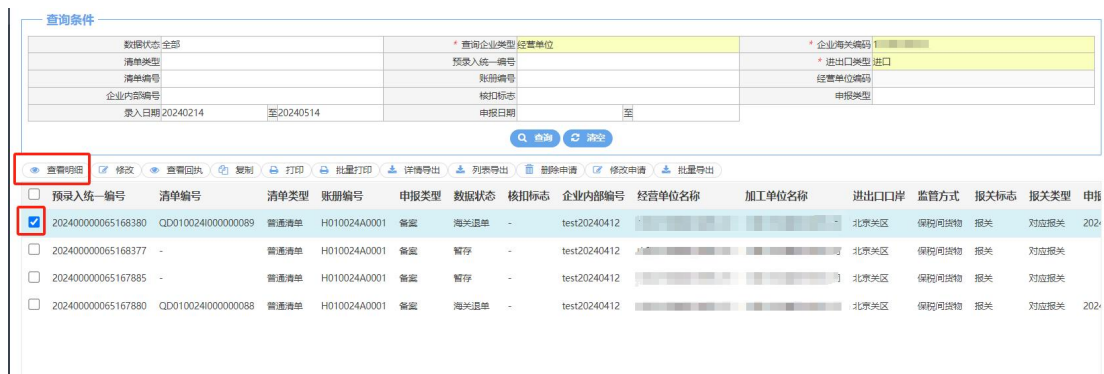 查询条件
数据状态 全部 * 查询企业类型 经营单位 * 企业海关编码 1
清单类型 预录入统一编号 * 进出口类型 进口
清单编号 账册编号 经营单位编码
企业内部编号 核扣标志 申报类型
录入日期 20240214 至 20240514 申报日期 至
查询 清空
查看明细 修改 查看回执 复制 打印 批量打印 详情导出 列表导出 删除申请 修改申请 批量导出
预录入统一编号 清单编号 清单类型 账册编号 申报类型 数据状态 核扣标志 企业内部编号 经营单位名称 加工单位名称 进出口口岸 监管方式 报关标志 报关类型 申报
202400000065168380 QD010024I000000089 普通清单 H010024A0001 备案 海关退单 - test20240412 北京关区 保税间货物 报关 对应报关 202
202400000065168377 - 普通清单 H010024A0001 备案 暂存 - test20240412 北京关区 保税间货物 报关 对应报关
202400000065167885 - 普通清单 H010024A0001 备案 暂存 - test20240412 北京关区 保税间货物 报关 对应报关
202400000065167880 QD010024I000000088 普通清单 H010024A0001 备案 海关退单 - test20240412 北京关区 保税间货物 报关 对应报关 202